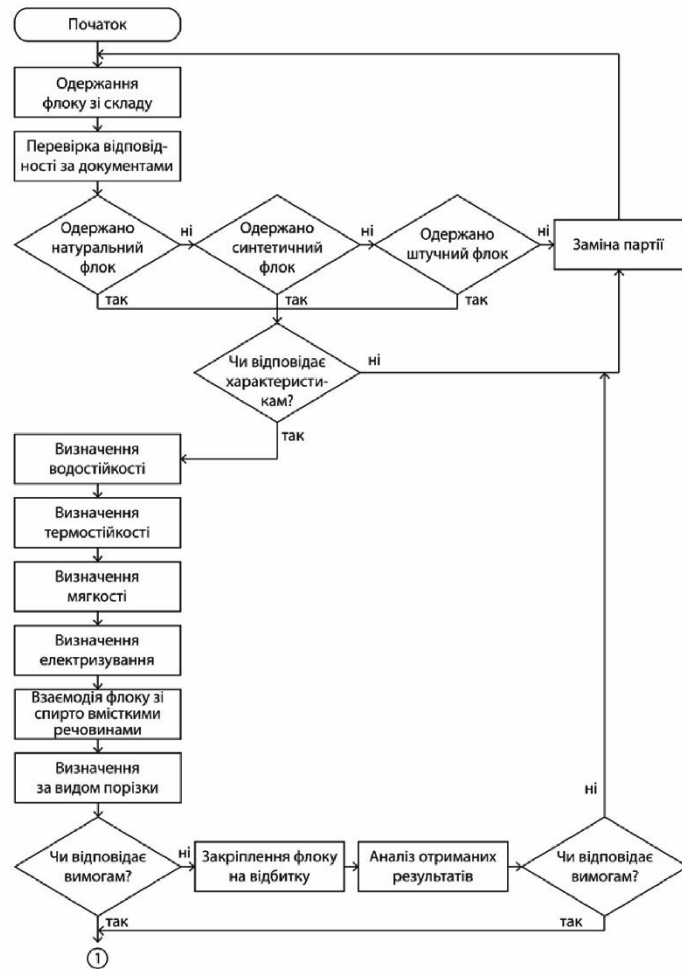 Початок
Одержання
флоку зі складу
Перевірка відповід-
ності за документами
Одержано
натуральний
флок
ні
Одержано
синтетичний
флок
ні
Одержано
штучний флок
ні
Заміна партії
так
так
так
Чи відповідає
характеристи-
кам?
ні
так
Визначення
водостійкості
Визначення
термостійкості
Визначення
мягкості
Визначення
електризування
Взаємодія флоку зі
спирто вмісткими
речовинами
Визначення
за видом порізки
ні
Чи відповідає
вимогам?
ні
Закріплення флоку
на відбитку
Аналіз отриманих
результатів
Чи відповідає
вимогам?
так
так
1